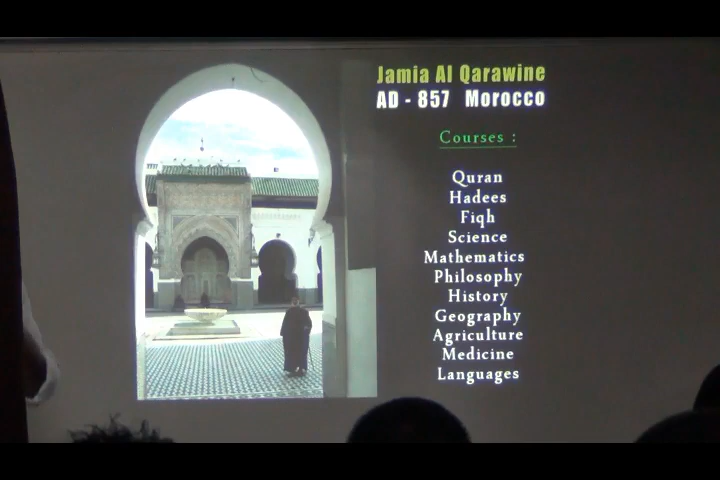 Jamia Al Qarawine
AD - 857 Morocco
Courses :
Quran
Hadees
Fiqh
Science
Mathematics
Philosophy
History
Geography
Agriculture
Medicine
Languages